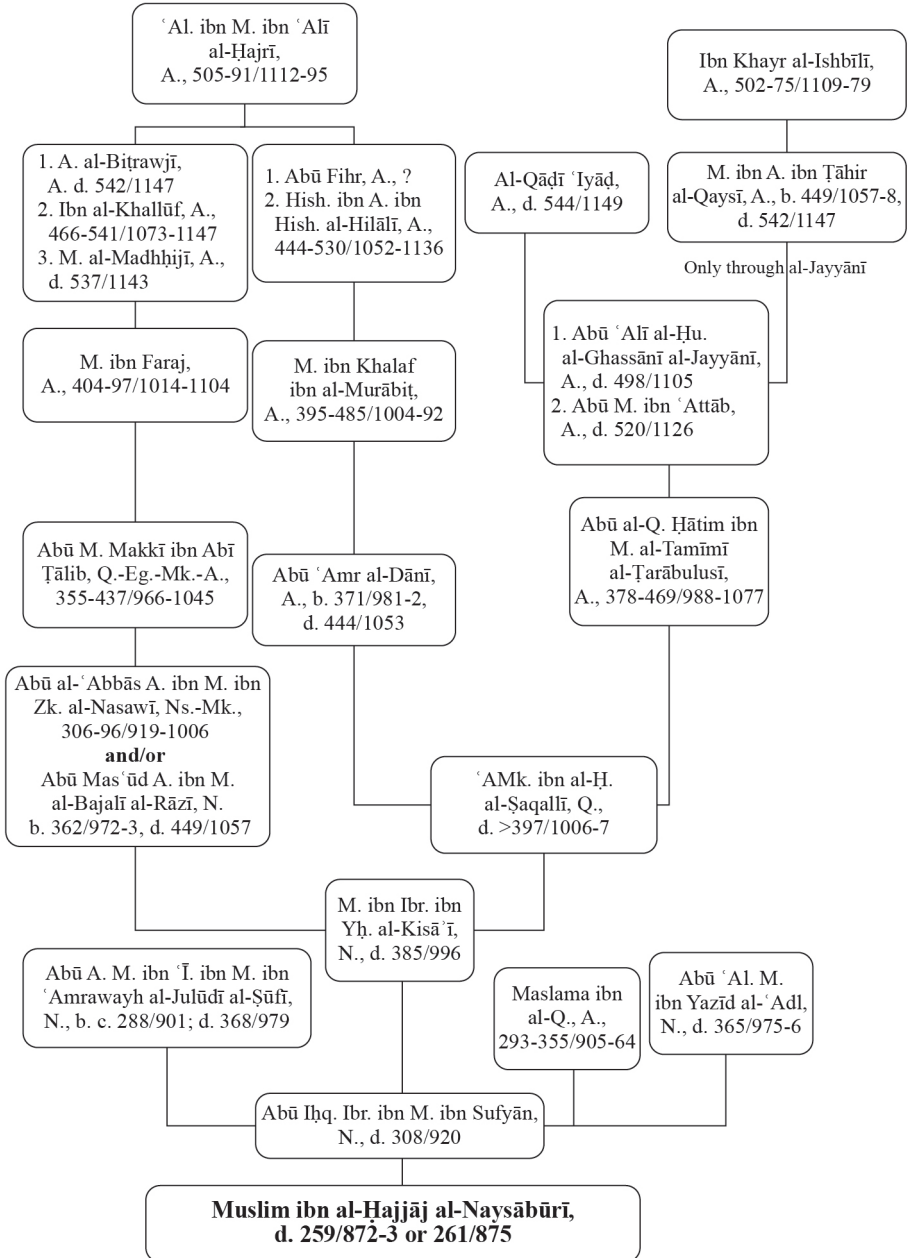 ʿAl. ibn M. ibn ʿAlī
al-Ḥajrī,
A., 505-91/1112-95
Ibn Khayr al-Ishbīlī,
A., 502-75/1109-79
1. A. al-Biṭrawjī,
A. d. 542/1147
2. Ibn al-Khallūf, A.,
466-541/1073-1147
3. M. al-Madhḥijī, A.,
d. 537/1143
1. Abū Fihr, A., ?
2. Hish. ibn A. ibn
Hish. al-Hilālī, A.,
444-530/1052-1136
Al-Qāḍī ʿIyāḍ,
A., d. 544/1149
M. ibn A. ibn Ṭāhir
al-Qaysī, A., b. 449/1057-8,
d. 542/1147
Only through al-Jayyānī
M. ibn Faraj,
A., 404-97/1014-1104
M. ibn Khalaf
ibn al-Murābiṭ,
A., 395-485/1004-92
1. Abū ʿAlī al-Ḥu.
al-Ghassānī al-Jayyānī,
A., d. 498/1105
2. Abū M. ibn ʿAttāb,
A., d. 520/1126
Abū M. Makkī ibn Abī
Ṭālib, Q.-Eg.-Mk.-A.,
355-437/966-1045
Abū ʿAmr al-Dānī,
A., b. 371/981-2,
d. 444/1053
Abū al-Q. Ḥātim ibn
M. al-Tamīmī
al-Ṭarābulusī,
A., 378-469/988-1077
Abū al-ʿAbbās A. ibn M. ibn
Zk. al-Nasawī, Ns.-Mk.,
306-96/919-1006
and/or
Abū Masʿūd A. ibn M.
al-Bajalī al-Rāzī, N.
b. 362/972-3, d. 449/1057
ʿAMk. ibn al-Ḥ.
al-Ṣaqallī, Q.,
d. >397/1006-7
M. ibn Ibr. ibn
Yḥ. al-Kisāʾī,
N., d. 385/996
Abū A. M. ibn ʿĪ. ibn M. ibn
ʿAmrawayh al-Julūdī al-Ṣūfī,
N., b. c. 288/901; d. 368/979
Maslama ibn
al-Q., A.,
293-355/905-64
Abū ʿAl. M.
ibn Yazīd al-ʿAdl,
N., d. 365/975-6
Abū Iḥq. Ibr. ibn M. ibn Sufyān,
N., d. 308/920
Muslim ibn al-Ḥajjāj al-Naysābūrī,
d. 259/872-3 or 261/875